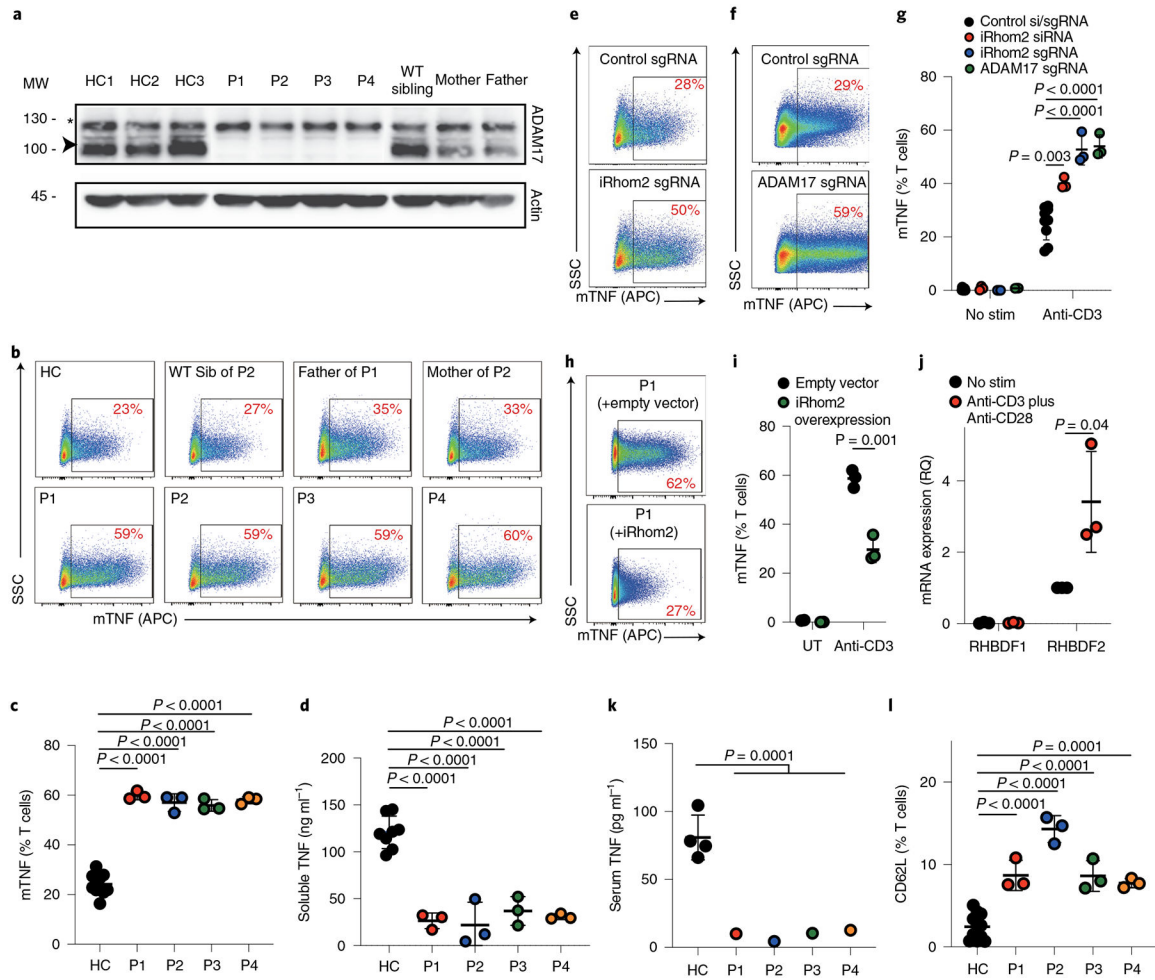 a
MW HC1 HC2 HC3 P1 P2 P3 P4 WT sibling Mother Father
130 -
*
100 -
ADAM17
45 -
Actin
b
HC
23%
WT Sib of P2
27%
Father of P1
35%
Mother of P2
33%
P1
59%
P2
59%
P3
59%
P4
60%
SSC
mTNF (APC)
c
P < 0.0001
P < 0.0001
P < 0.0001
P < 0.0001
80
60
40
20
0
mTNF (% T cells)
HC P1 P2 P3 P4
d
P < 0.0001
P < 0.0001
P < 0.0001
P < 0.0001
200
150
100
50
0
Soluble TNF (ng ml⁻¹)
HC P1 P2 P3 P4
e
Control sgRNA
28%
iRhom2 sgRNA
50%
SSC
mTNF (APC)
f
Control sgRNA
29%
ADAM17 sgRNA
59%
SSC
mTNF (APC)
g
Control si/sgRNA
iRhom2 siRNA
iRhom2 sgRNA
ADAM17 sgRNA
P < 0.0001
P < 0.0001
P = 0.003
80
60
40
20
0
mTNF (% T cells)
No stim Anti-CD3
h
P1
(+empty vector)
62%
P1
(+iRhom2)
27%
SSC
mTNF (APC)
i
Empty vector
iRhom2
overexpression
P = 0.001
80
60
40
20
0
mTNF (% T cells)
UT Anti-CD3
j
No stim
Anti-CD3 plus
Anti-CD28
P = 0.04
4
2
0
mRNA expression (RQ)
RHBDF1 RHBDF2
k
P = 0.0001
150
100
50
0
Serum TNF (pg ml⁻¹)
HC P1 P2 P3 P4
l
P = 0.0001
P < 0.0001
P < 0.0001
P < 0.0001
20
10
0
CD62L (% T cells)
HC P1 P2 P3 P4